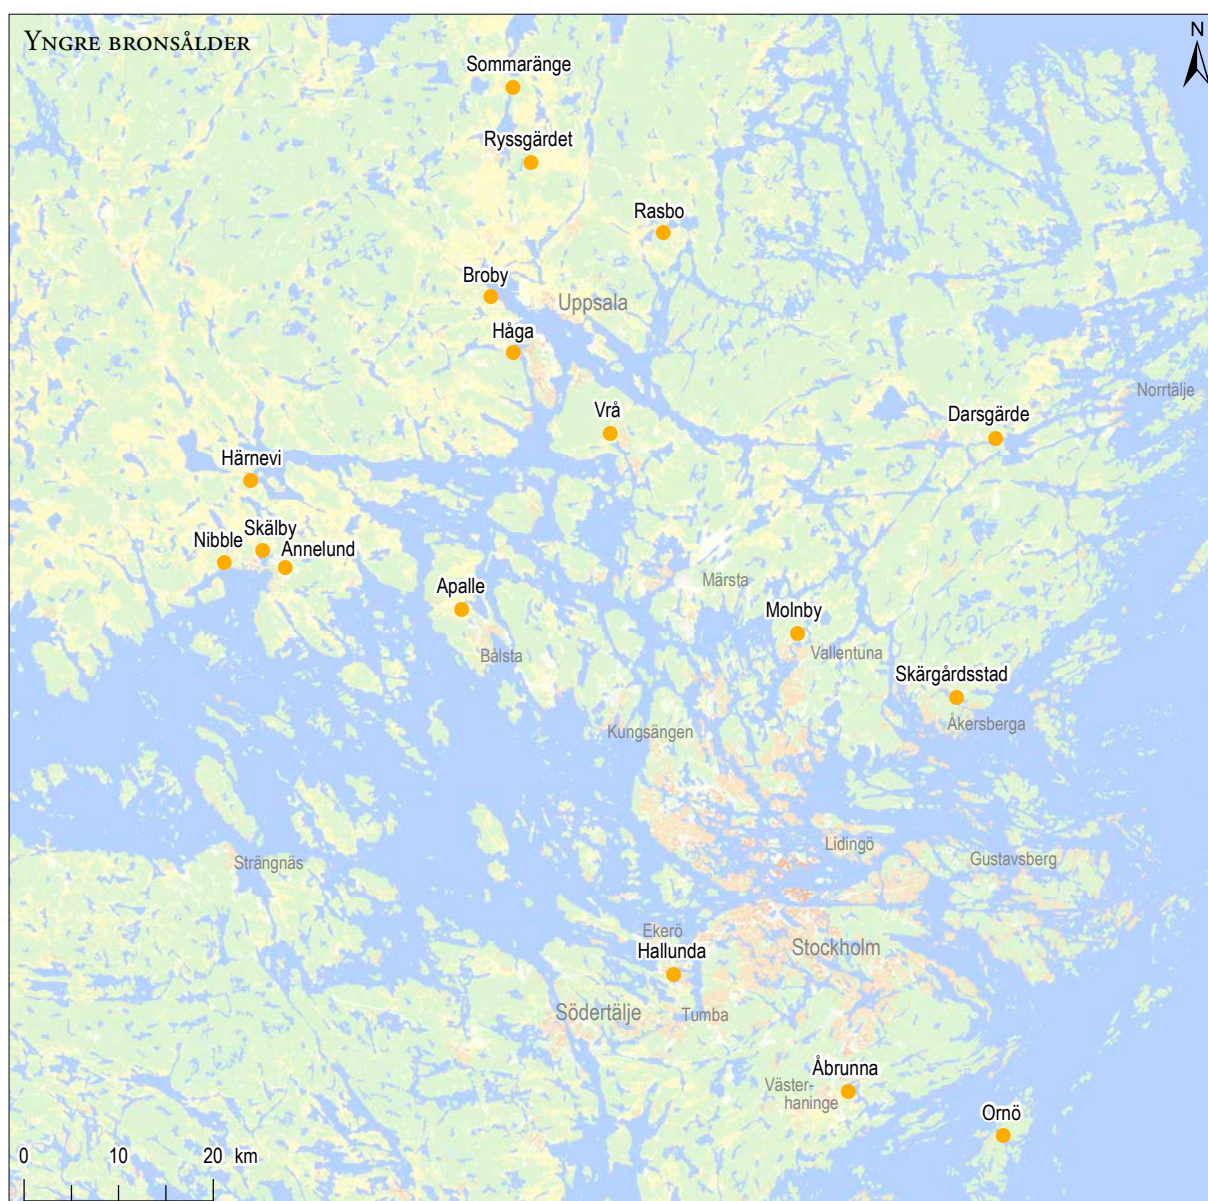 Yngre bronsålder
N
Sommaränge
Ryssgärdet
Rasbo
Broby
Uppsala
Håga
Norrtälje
Vrå
Darsgärde
Härnevi
Skälby
Nibble
Annelund
Märsta
Apalle
Molnby
Bålsta
Vallentuna
Skärgårdsstad
Åkersberga
Kungsängen
Lidingö
Strängnäs
Gustavsberg
Ekerö
Stockholm
Hallunda
Södertälje
Tumba
Åbrunna
Väster-
haninge
Ornö
0 10 20 km